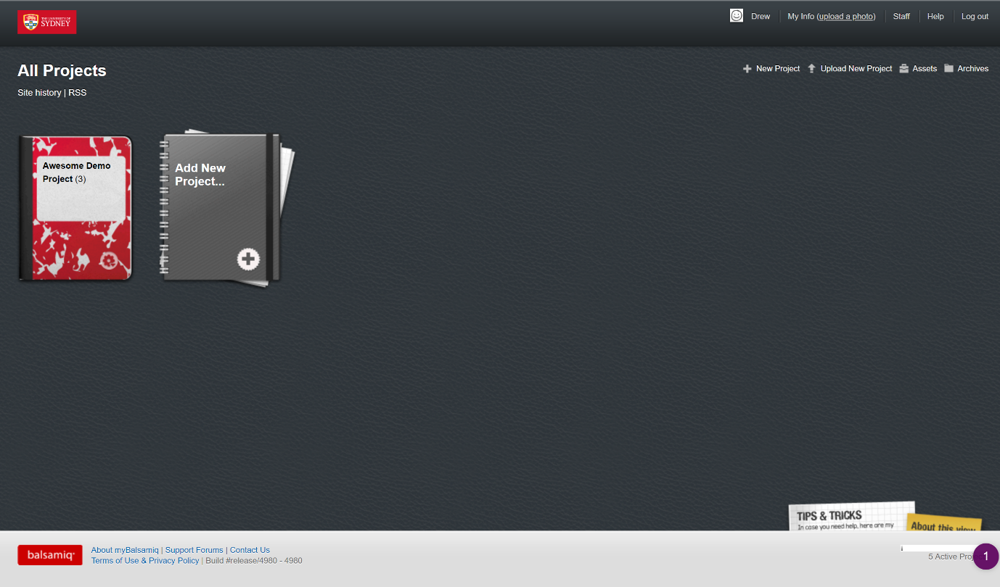 THE UNIVERSITY OF
SYDNEY
Drew
My Info (upload a photo)
Staff
Help
Log out
All Projects
New Project
Upload New Project
Assets
Archives
Site history | RSS
Awesome Demo
Project (3)
Add New
Project...
TIPS & TRICKS
In case you need help, here are my
About this view
balsamiq
About myBalsamiq | Support Forums | Contact Us
Terms of Use & Privacy Policy | Build #release/4980 - 4980
5 Active Pro
1